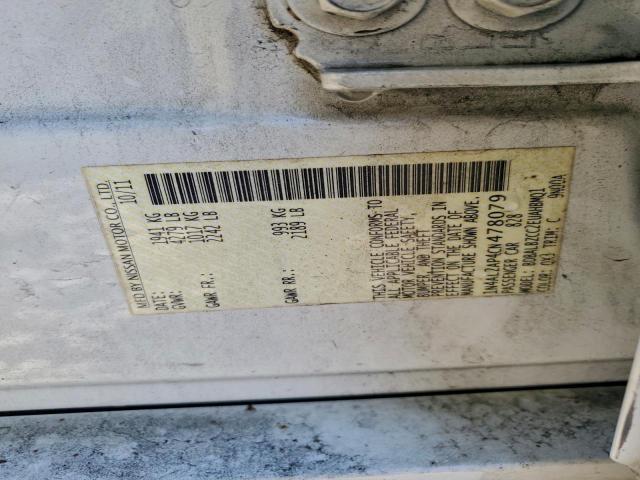 MFD BY NISSAN MOTOR CO., LTD.
DATE: 10/11
GVWR: 1941 KG
4279 LB
GAWR FR.: 1017 KG
2242 LB
GAWR RR.: 993 KG
2189 LB
THIS VEHICLE CONFORMS TO
ALL APPLICABLE FEDERAL
MOTOR VEHICLE SAFETY,
BUMPER, AND THEFT
PREVENTION STANDARDS IN
EFFECT ON THE DATE OF
MANUFACTURE SHOWN ABOVE.
1N4AL2AP4CN478079
PASSENGER CAR 828
COLOR: QX3 TRIM: C